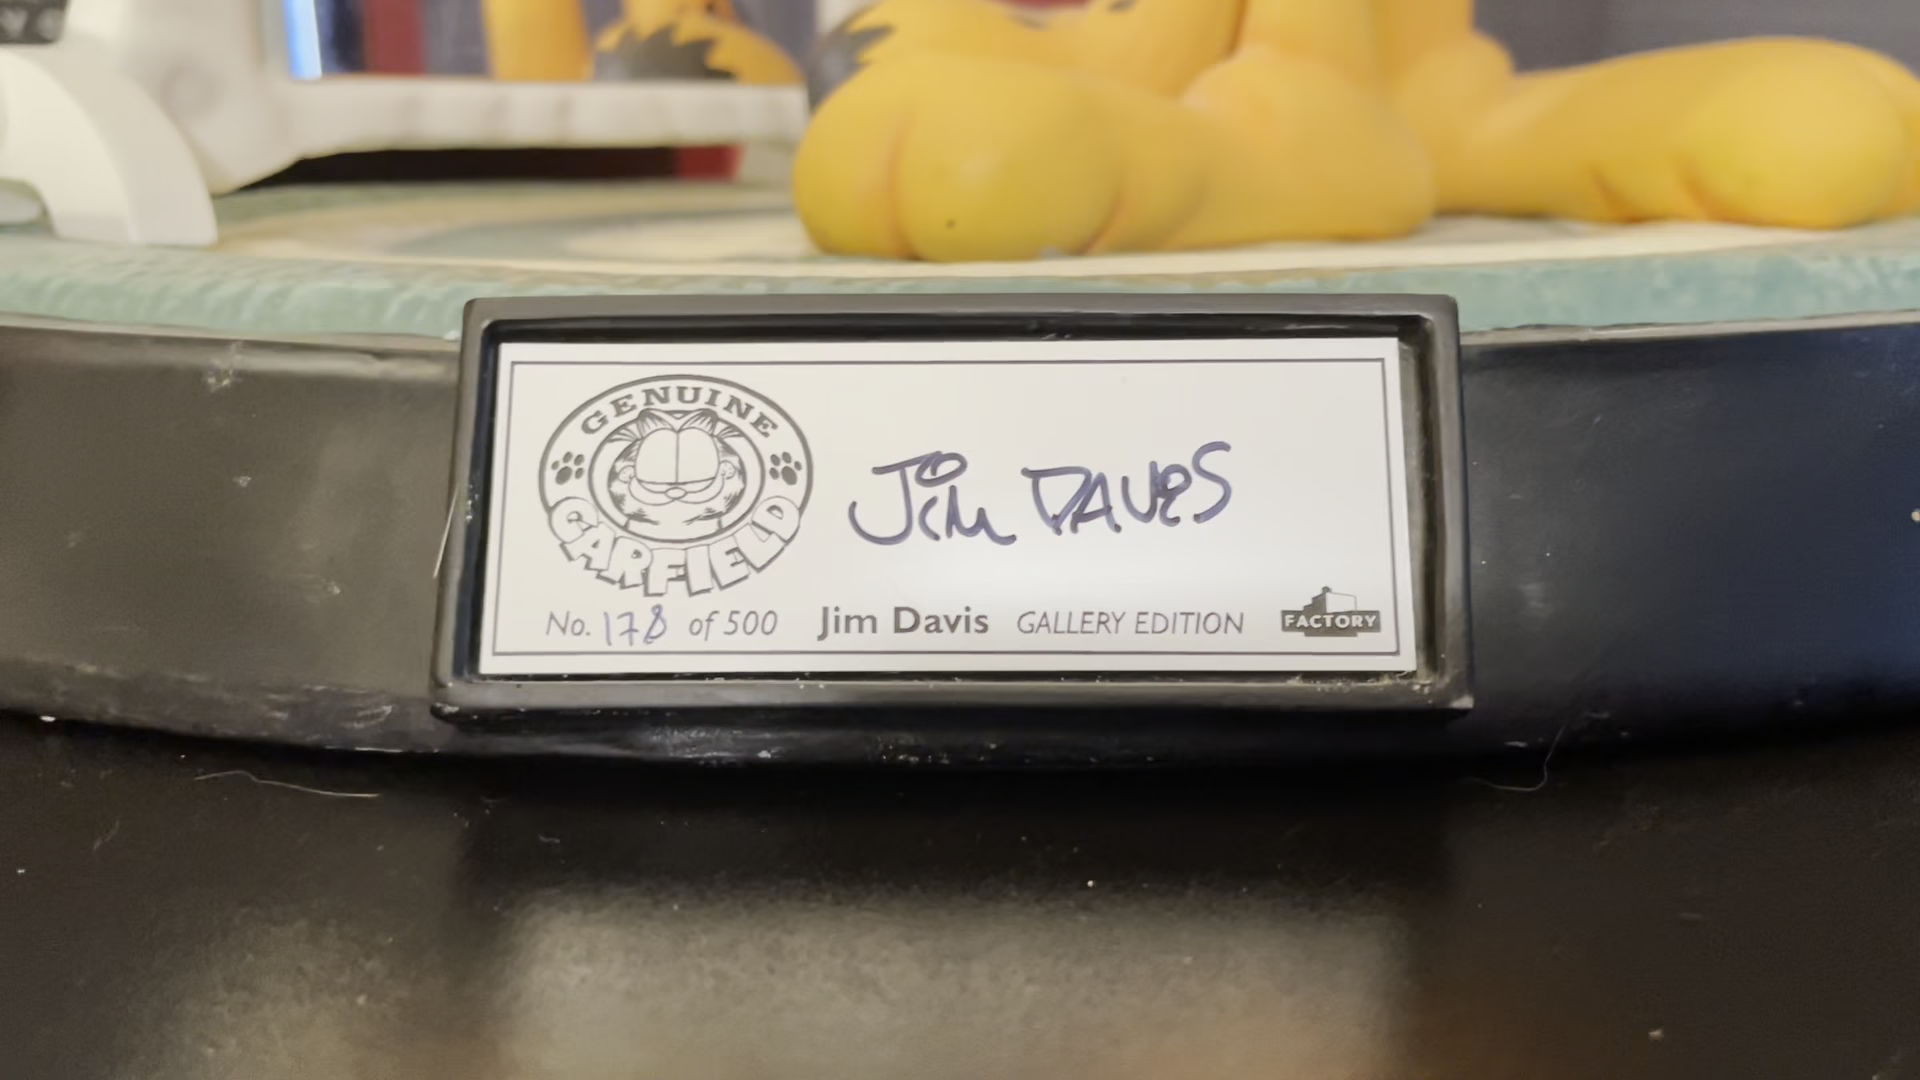 GENUINE
GARFIELD
Jim DAVIS
No. 178 of 500 Jim Davis GALLERY EDITION FACTORY